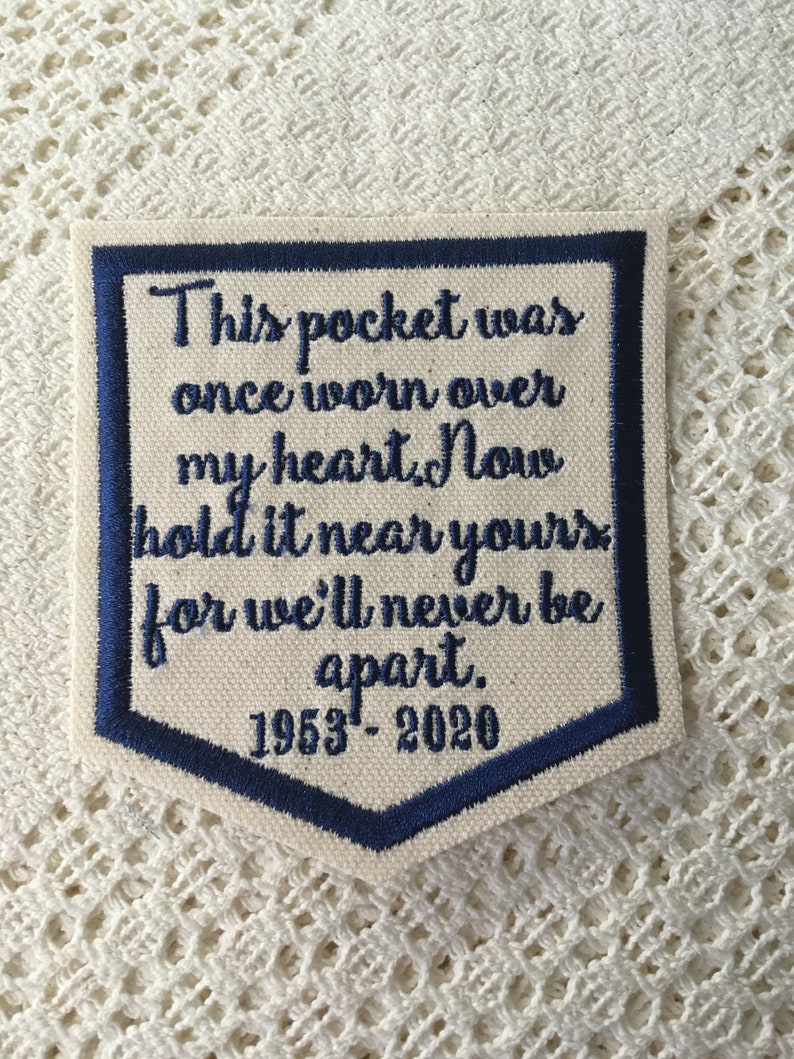 This pocket was
once worn over
my heart. Now
hold it near yours,
for we'll never be
apart.
1953 - 2020